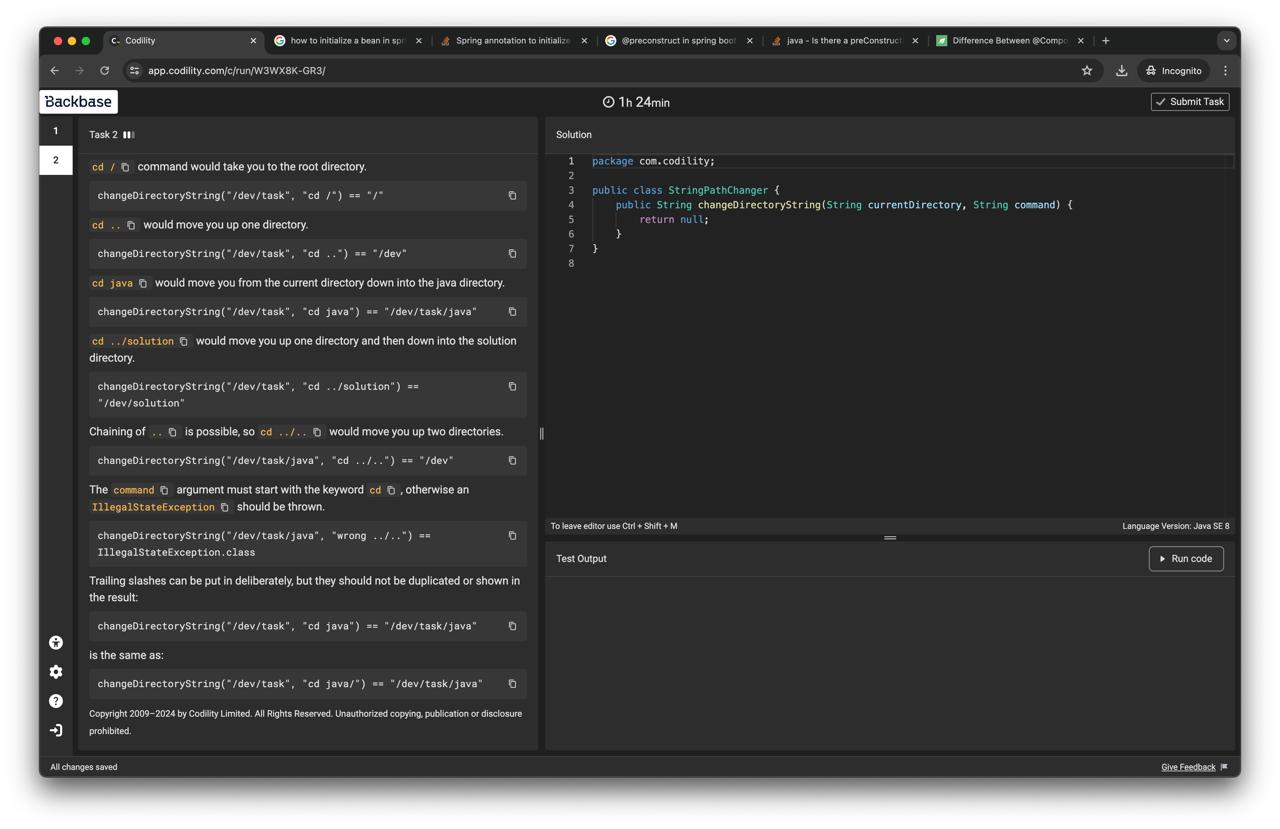 Codility
how to initialize a bean in spri
Spring annotation to initialize
@preconstruct in spring boot
java - Is there a preConstruct
Difference Between @Compo
app.codility.com/c/run/W3WX8K-GR3/
Incognito
Backbase
1h 24min
Submit Task
1
2
Task 2
cd / command would take you to the root directory.
changeDirectoryString("/dev/task", "cd /") == "/"
cd .. would move you up one directory.
changeDirectoryString("/dev/task", "cd ..") == "/dev"
cd java would move you from the current directory down into the java directory.
changeDirectoryString("/dev/task", "cd java") == "/dev/task/java"
cd ../solution would move you up one directory and then down into the solution
directory.
changeDirectoryString("/dev/task", "cd ../solution") ==
"/dev/solution"
Chaining of .. is possible, so cd ../.. would move you up two directories.
changeDirectoryString("/dev/task/java", "cd ../..") == "/dev"
The command argument must start with the keyword cd , otherwise an
IllegalStateException should be thrown.
changeDirectoryString("/dev/task/java", "wrong ../..") ==
IllegalStateException.class
Trailing slashes can be put in deliberately, but they should not be duplicated or shown in
the result:
changeDirectoryString("/dev/task", "cd java") == "/dev/task/java"
is the same as:
changeDirectoryString("/dev/task", "cd java/") == "/dev/task/java"
Copyright 2009–2024 by Codility Limited. All Rights Reserved. Unauthorized copying, publication or disclosure
prohibited.
Solution
1 package com.codility;
2
3 public class StringPathChanger {
4 public String changeDirectoryString(String currentDirectory, String command) {
5 return null;
6 }
7 }
8
To leave editor use Ctrl + Shift + M
Language Version: Java SE 8
Test Output
Run code
All changes saved
Give Feedback